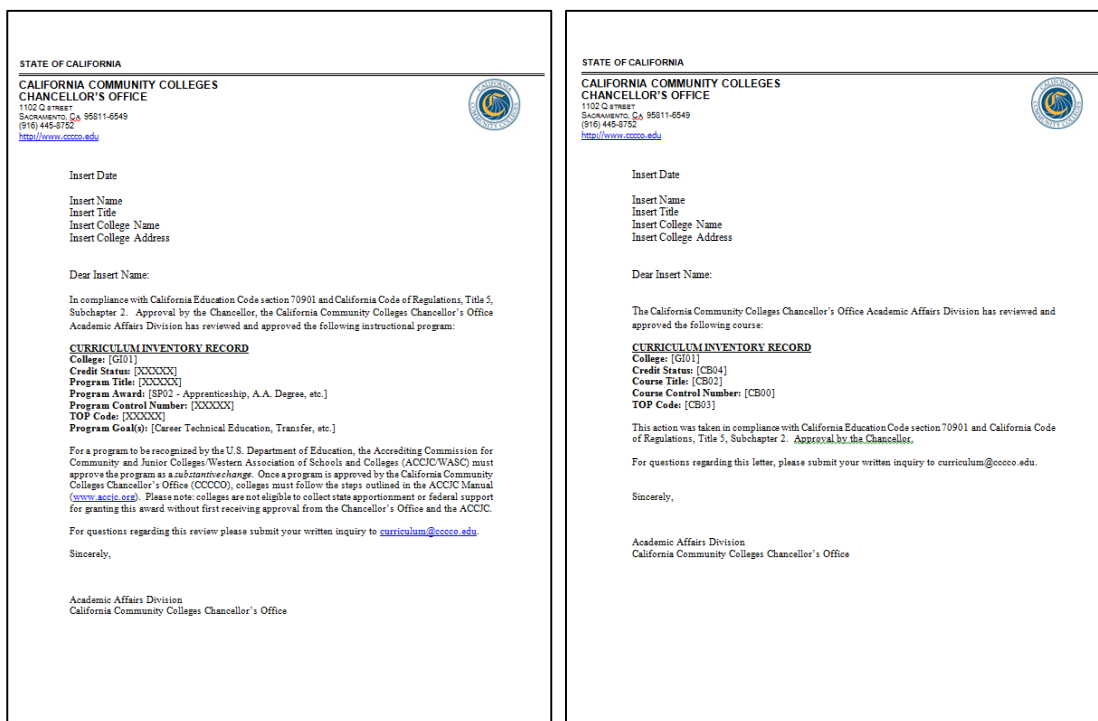 STATE OF CALIFORNIA
CALIFORNIA COMMUNITY COLLEGES
CHANCELLOR'S OFFICE
1102 Q STREET
SACRAMENTO, CA 95811-6549
(916) 445-8752
http://www.cccco.edu
CALIFORNIA
COMMUNITY COLLEGES
Insert Date
Insert Name
Insert Title
Insert College Name
Insert College Address
Dear Insert Name:
In compliance with California Education Code section 70901 and California Code of Regulations, Title 5,
Subchapter 2.  Approval by the Chancellor, the California Community Colleges Chancellor's Office
Academic Affairs Division has reviewed and approved the following instructional program:
CURRICULUM INVENTORY RECORD
College: [GI01]
Credit Status: [XXXXX]
Program Title: [XXXXX]
Program Award: [SP02 - Apprenticeship, A.A. Degree, etc.]
Program Control Number: [XXXXX]
TOP Code: [XXXXX]
Program Goal(s): [Career Technical Education, Transfer, etc.]
For a program to be recognized by the U.S. Department of Education, the Accrediting Commission for
Community and Junior Colleges/Western Association of Schools and Colleges (ACCJC/WASC) must
approve the program as a substantive change.  Once a program is approved by the California Community
Colleges Chancellor's Office (CCCCO), colleges must follow the steps outlined in the ACCJC Manual
(www.accjc.org).  Please note: colleges are not eligible to collect state apportionment or federal support
for granting this award without first receiving approval from the Chancellor's Office and the ACCJC.
For questions regarding this review please submit your written inquiry to curriculum@cccco.edu.
Sincerely,
Academic Affairs Division
California Community Colleges Chancellor's Office
STATE OF CALIFORNIA
CALIFORNIA COMMUNITY COLLEGES
CHANCELLOR'S OFFICE
1102 Q STREET
SACRAMENTO, CA 95811-6549
(916) 445-8752
http://www.cccco.edu
CALIFORNIA
COMMUNITY COLLEGES
Insert Date
Insert Name
Insert Title
Insert College Name
Insert College Address
Dear Insert Name:
The California Community Colleges Chancellor's Office Academic Affairs Division has reviewed and
approved the following course:
CURRICULUM INVENTORY RECORD
College: [GI01]
Credit Status: [CB04]
Course Title: [CB02]
Course Control Number: [CB00]
TOP Code: [CB03]
This action was taken in compliance with California Education Code section 70901 and California Code
of Regulations, Title 5, Subchapter 2.  Approval by the Chancellor.
For questions regarding this letter, please submit your written inquiry to curriculum@cccco.edu.
Sincerely,
Academic Affairs Division
California Community Colleges Chancellor's Office